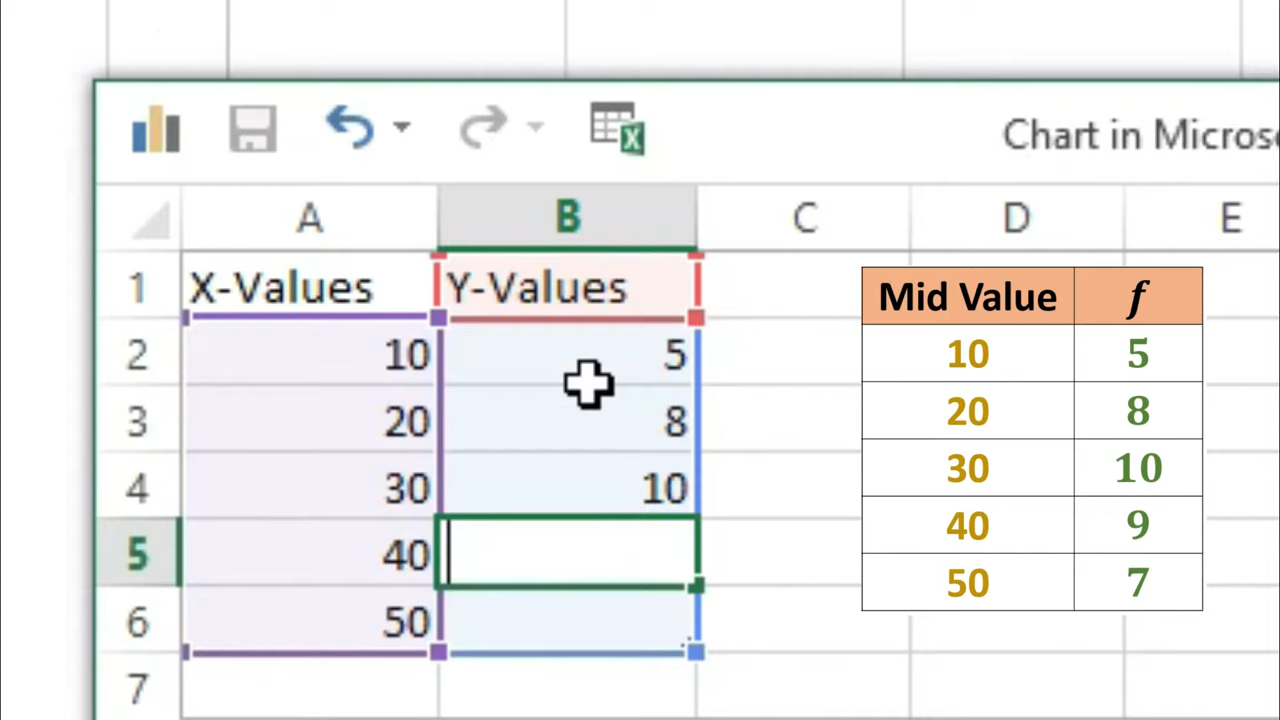 Chart in Micros
A B C D E
1 X-Values Y-Values
2 10 5
3 20 8
4 30 10
5 40
6 50
7
Mid Value f
10 5
20 8
30 10
40 9
50 7